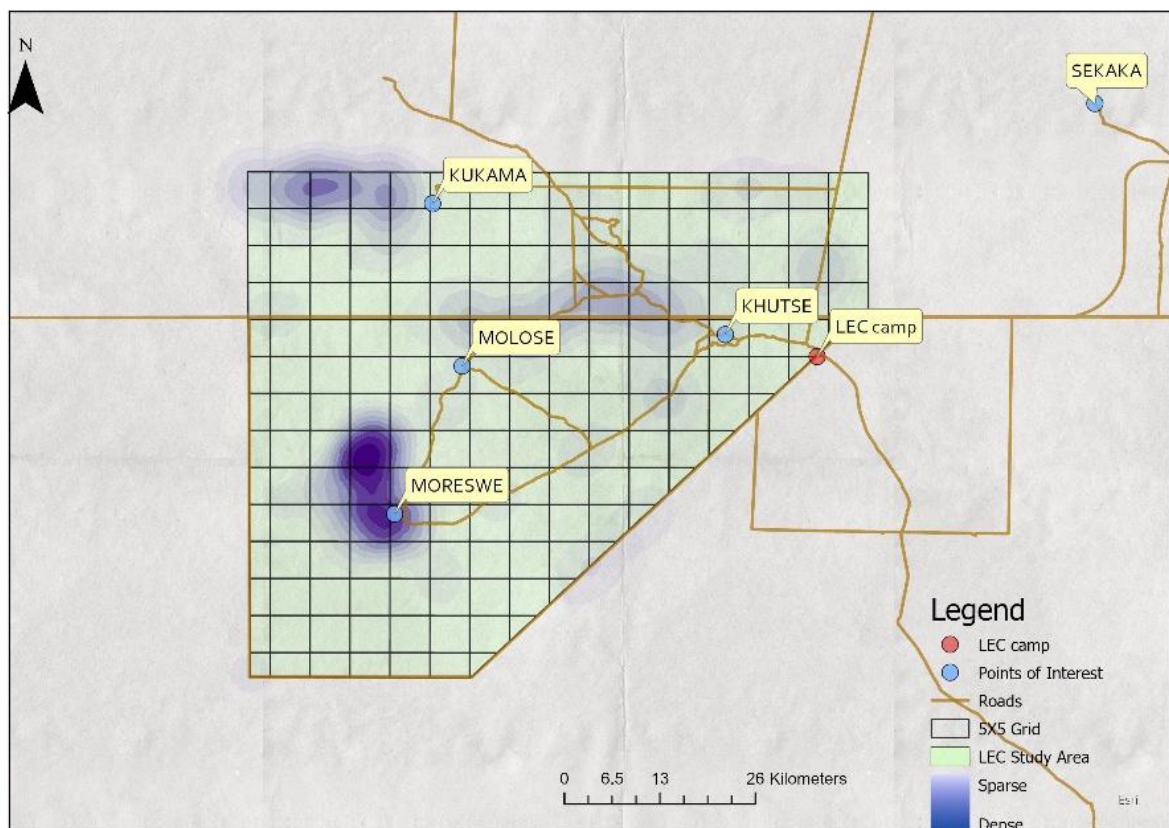 N
SEKAKA
KUKAMA
KHUTSE
LEC camp
MOLOSE
MORESWE
Legend
LEC camp
Points of Interest
Roads
5X5 Grid
LEC Study Area
Sparse
Dense
0 6.5 13 26 Kilometers
Esri